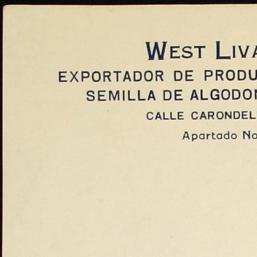 West Liva
EXPORTADOR DE PRODU
SEMILLA DE ALGODON
CALLE CARONDEL
Apartado No